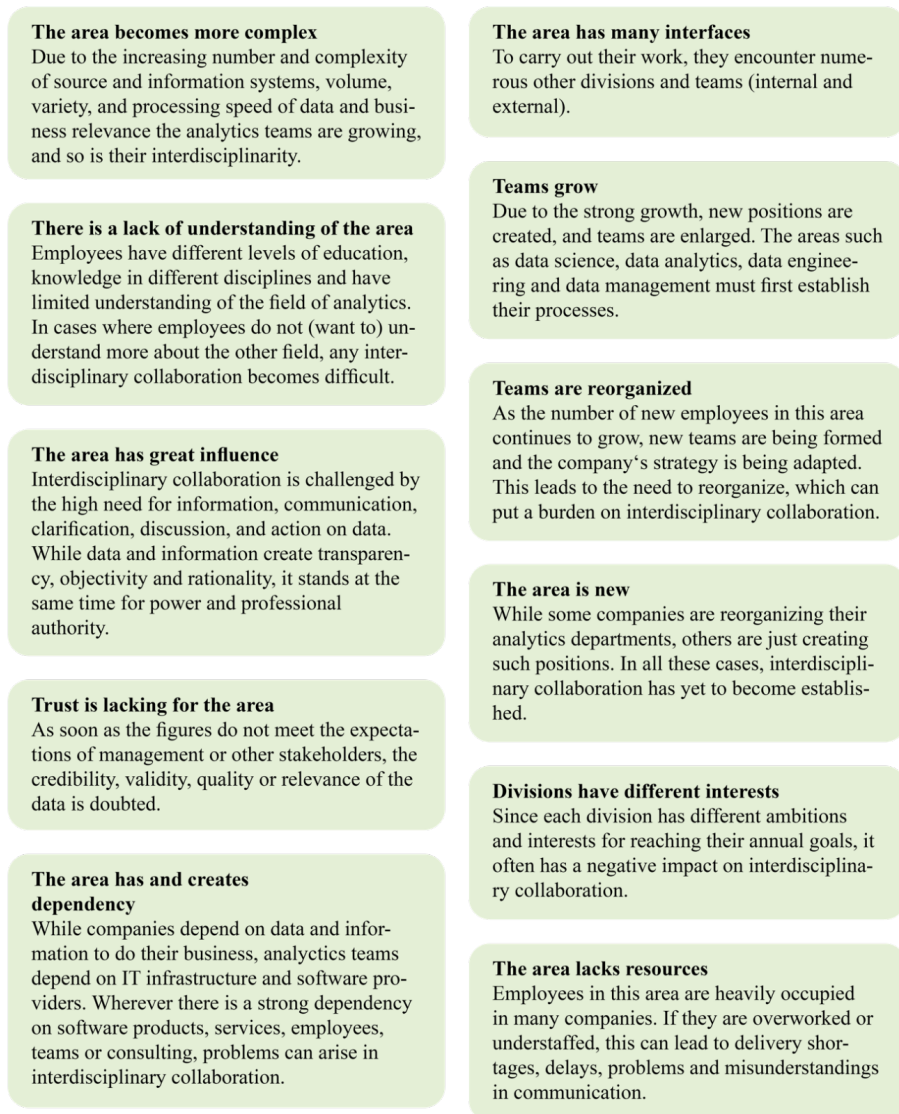 The area becomes more complex
Due to the increasing number and complexity
of source and information systems, volume,
variety, and processing speed of data and busi-
ness relevance the analytics teams are growing,
and so is their interdisciplinarity.
There is a lack of understanding of the area
Employees have different levels of education,
knowledge in different disciplines and have
limited understanding of the field of analytics.
In cases where employees do not (want to) un-
derstand more about the other field, any inter-
disciplinary collaboration becomes difficult.
The area has great influence
Interdisciplinary collaboration is challenged by
the high need for information, communication,
clarification, discussion, and action on data.
While data and information create transparen-
cy, objectivity and rationality, it stands at the
same time for power and professional
authority.
Trust is lacking for the area
As soon as the figures do not meet the expecta-
tions of management or other stakeholders, the
credibility, validity, quality or relevance of the
data is doubted.
The area has and creates
dependency
While companies depend on data and infor-
mation to do their business, analyctics teams
depend on IT infrastructure and software pro-
viders. Wherever there is a strong dependency
on software products, services, employees,
teams or consulting, problems can arise in
interdisciplinary collaboration.
The area has many interfaces
To carry out their work, they encounter nume-
rous other divisions and teams (internal and
external).
Teams grow
Due to the strong growth, new positions are
created, and teams are enlarged. The areas such
as data science, data analytics, data enginee-
ring and data management must first establish
their processes.
Teams are reorganized
As the number of new employees in this area
continues to grow, new teams are being formed
and the company‘s strategy is being adapted.
This leads to the need to reorganize, which can
put a burden on interdisciplinary collaboration.
The area is new
While some companies are reorganizing their
analytics departments, others are just creating
such positions. In all these cases, interdiscipli-
nary collaboration has yet to become establis-
hed.
Divisions have different interests
Since each division has different ambitions
and interests for reaching their annual goals, it
often has a negative impact on interdisciplina-
ry collaboration.
The area lacks resources
Employees in this area are heavily occupied
in many companies. If they are overworked or
understaffed, this can lead to delivery shor-
tages, delays, problems and misunderstandings
in communication.